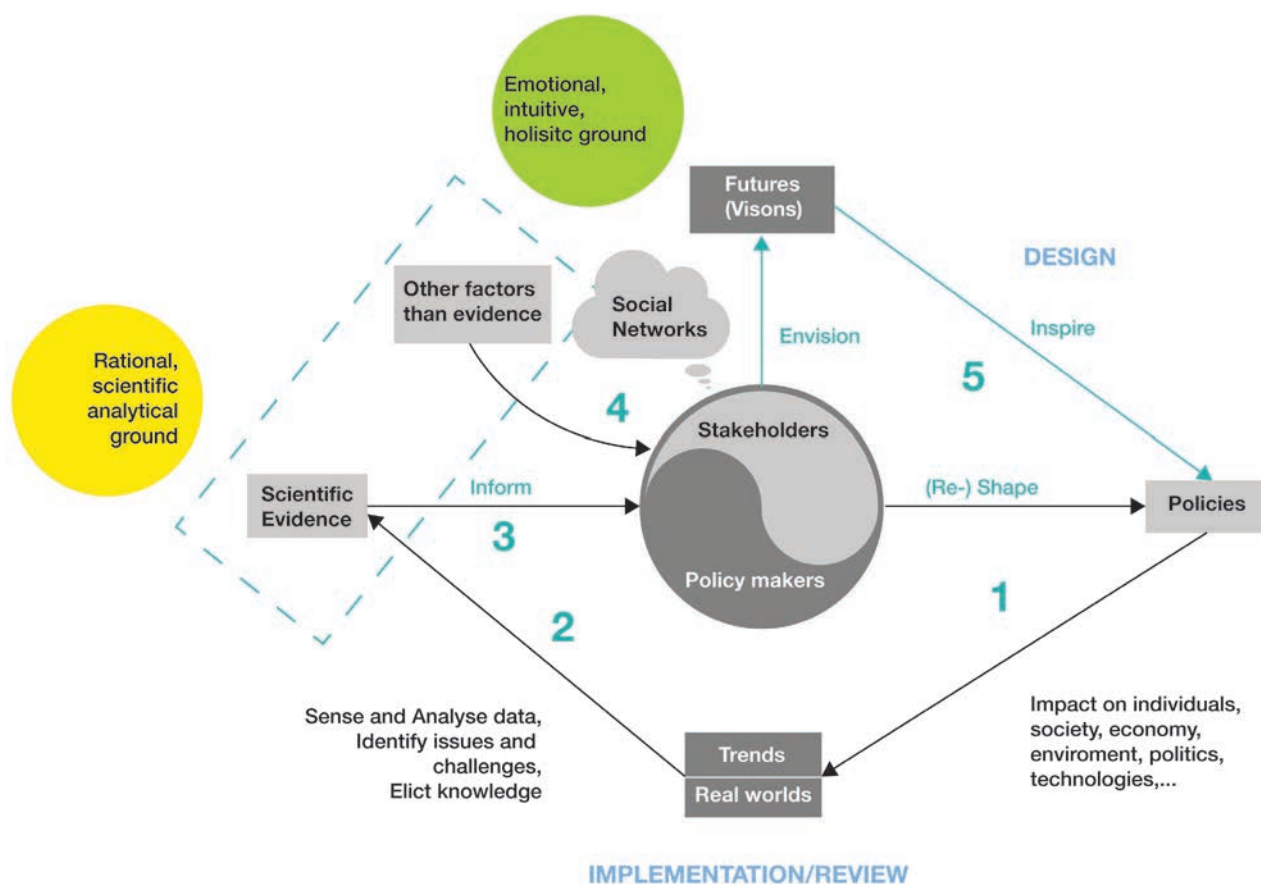 Emotional,
intuitive,
holisitc ground
Futures
(Visons)
DESIGN
Other factors
than evidence
Social
Networks
Envision
Inspire
Rational,
scientific
analytical
ground
5
4
Stakeholders
Scientific
Evidence
Inform
(Re-) Shape
Policies
3
Policy makers
1
2
Sense and Analyse data,
Identify issues and
challenges,
Elict knowledge
Impact on individuals,
society, economy,
enviroment, politics,
technologies,...
Trends
Real worlds
IMPLEMENTATION/REVIEW